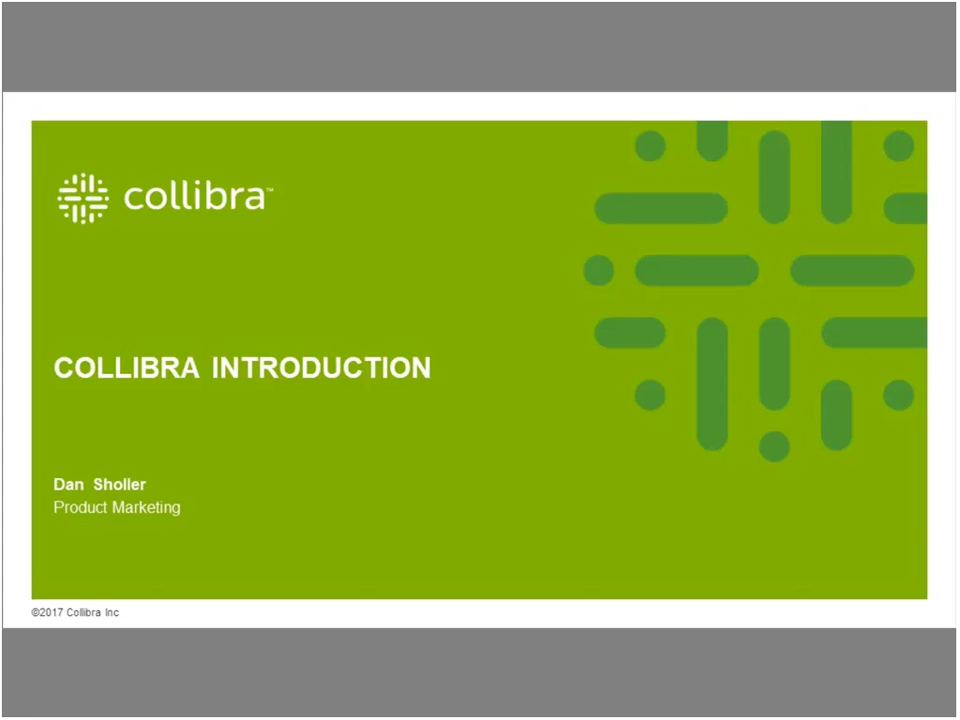 collibra™
COLLIBRA INTRODUCTION
Dan Sholler
Product Marketing
©2017 Collibra Inc